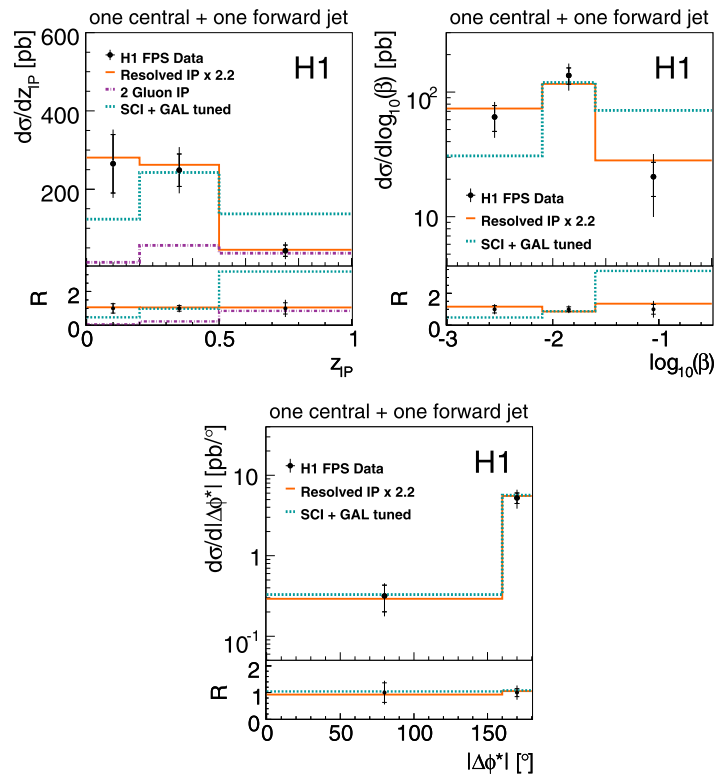 one central + one forward jet
dσ/dz_IP [pb]
600
400
200
H1 FPS Data
Resolved IP x 2.2
2 Gluon IP
SCI + GAL tuned
H1
R
2
0
0 0.5 1
z_IP
one central + one forward jet
dσ/dlog₁₀(β) [pb]
10²
10
H1
H1 FPS Data
Resolved IP x 2.2
SCI + GAL tuned
R
2
0
-3 -2 -1
log₁₀(β)
one central + one forward jet
dσ/d|Δϕ*| [pb/°]
10
1
10⁻¹
H1 FPS Data
Resolved IP x 2.2
SCI + GAL tuned
H1
R
2
1
0
0 50 100 150
|Δϕ*| [°]